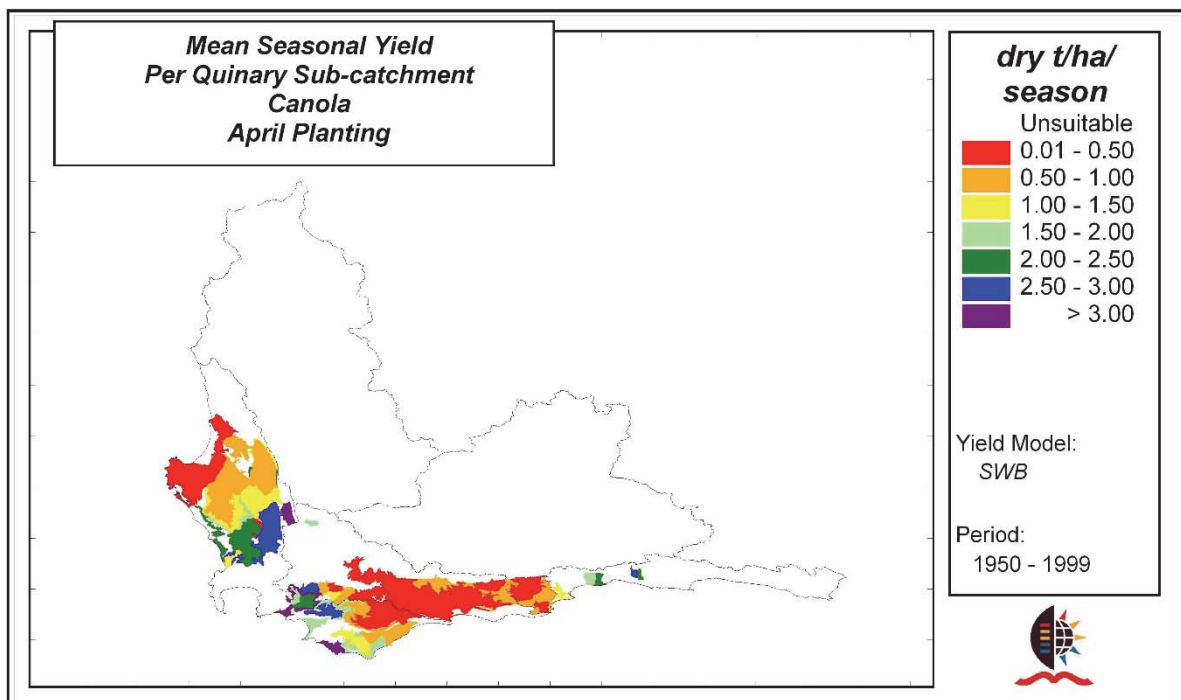 Mean Seasonal Yield
Per Quinary Sub-catchment
Canola
April Planting
dry t/ha/
season
Unsuitable
0.01 - 0.50
0.50 - 1.00
1.00 - 1.50
1.50 - 2.00
2.00 - 2.50
2.50 - 3.00
> 3.00
Yield Model:
SWB
Period:
1950 - 1999